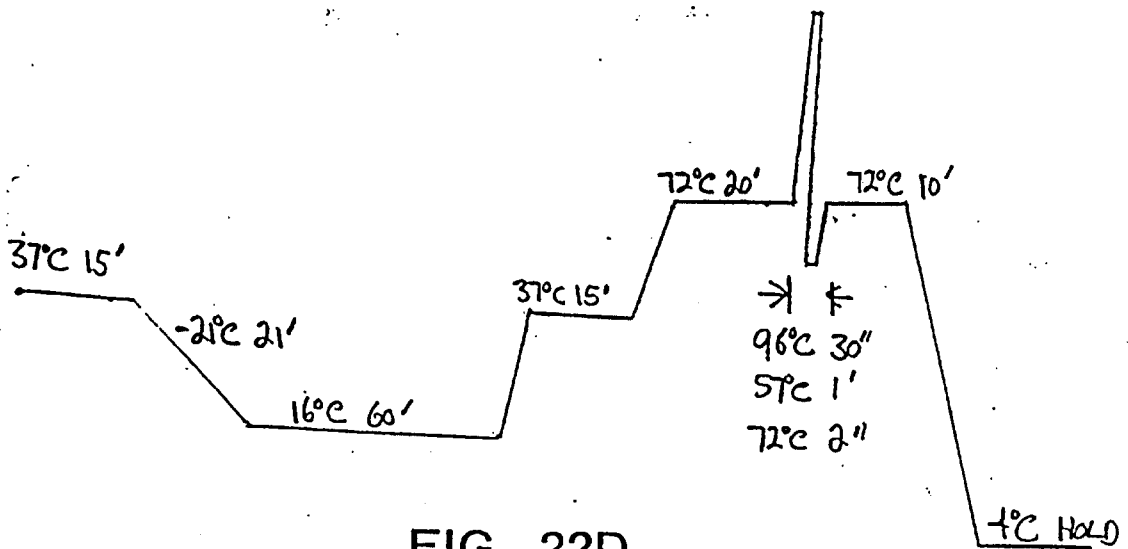 72°C 20'
72°C 10'
37°C 15'
37°C 15'
-21°C 21'
96°C 30"
57°C 1'
72°C 2"
16°C 60'
4°C HOLD
FIG. 22D